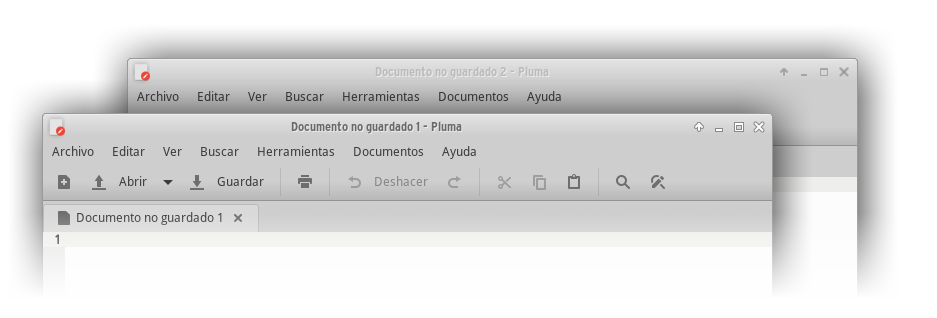 Documento no guardado 2 - Pluma
Archivo Editar Ver Buscar Herramientas Documentos Ayuda
Documento no guardado 1 - Pluma
Archivo Editar Ver Buscar Herramientas Documentos Ayuda
Abrir Guardar Deshacer
Documento no guardado 1
1